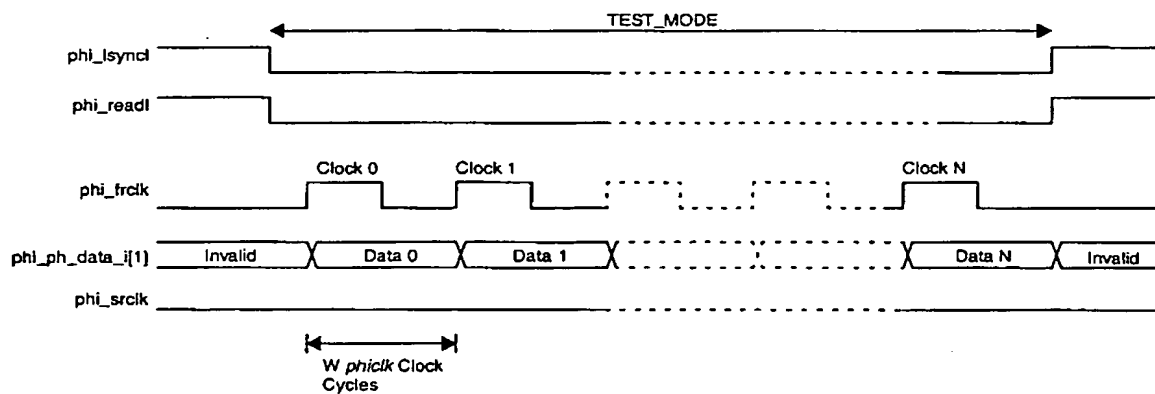 TEST_MODE
phi_lsyncl
phi_readl
Clock 0 Clock 1 Clock N
phi_frclk
phi_ph_data_i[1] Invalid Data 0 Data 1 Data N Invalid
phi_srclk
W phiclk Clock
Cycles